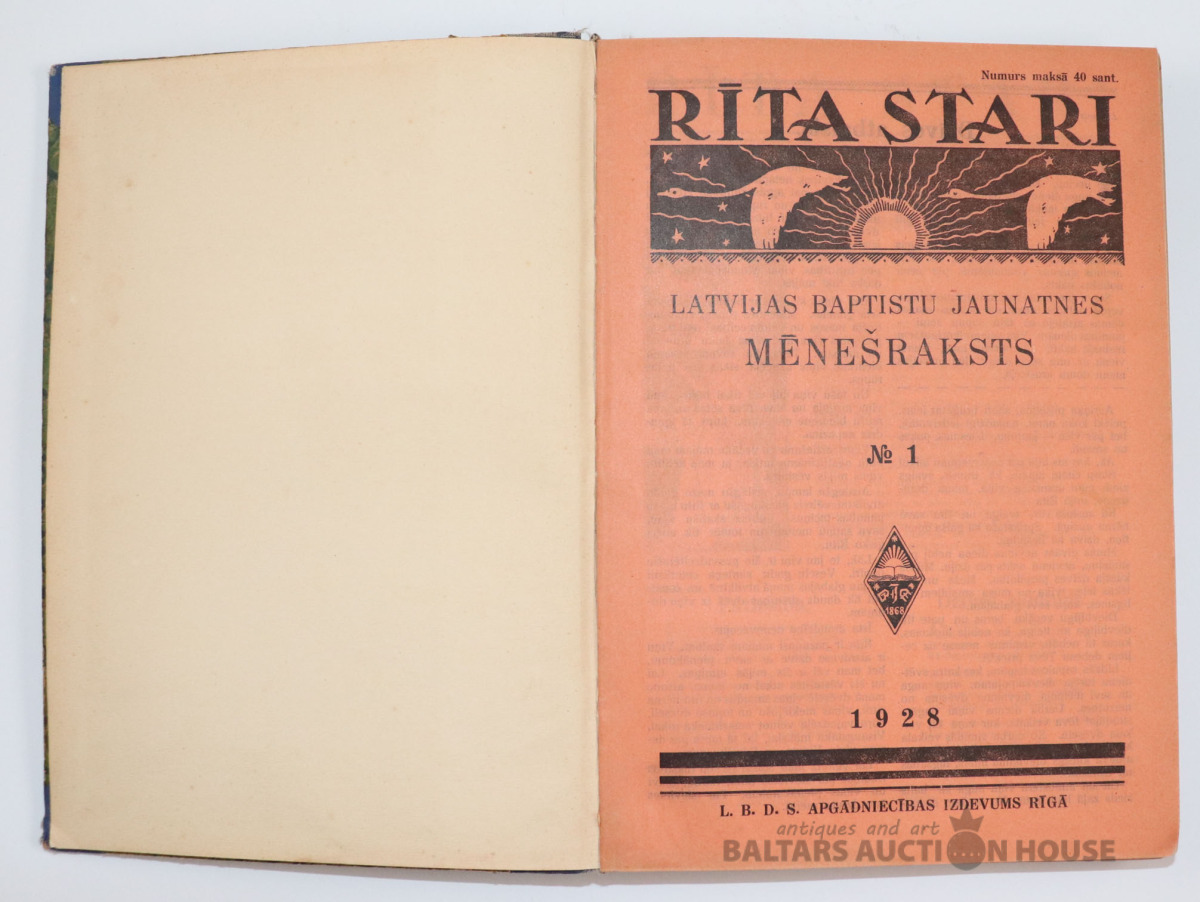 Numurs maksā 40 sant.
RĪTA STARI
LATVIJAS BAPTISTU JAUNATNES
MĒNEŠRAKSTS
№ 1
1868
1928
L. B. D. S. APGĀDNIECĪBAS IZDEVUMS RĪGĀ
antiques and art
BALTARS AUCTION HOUSE